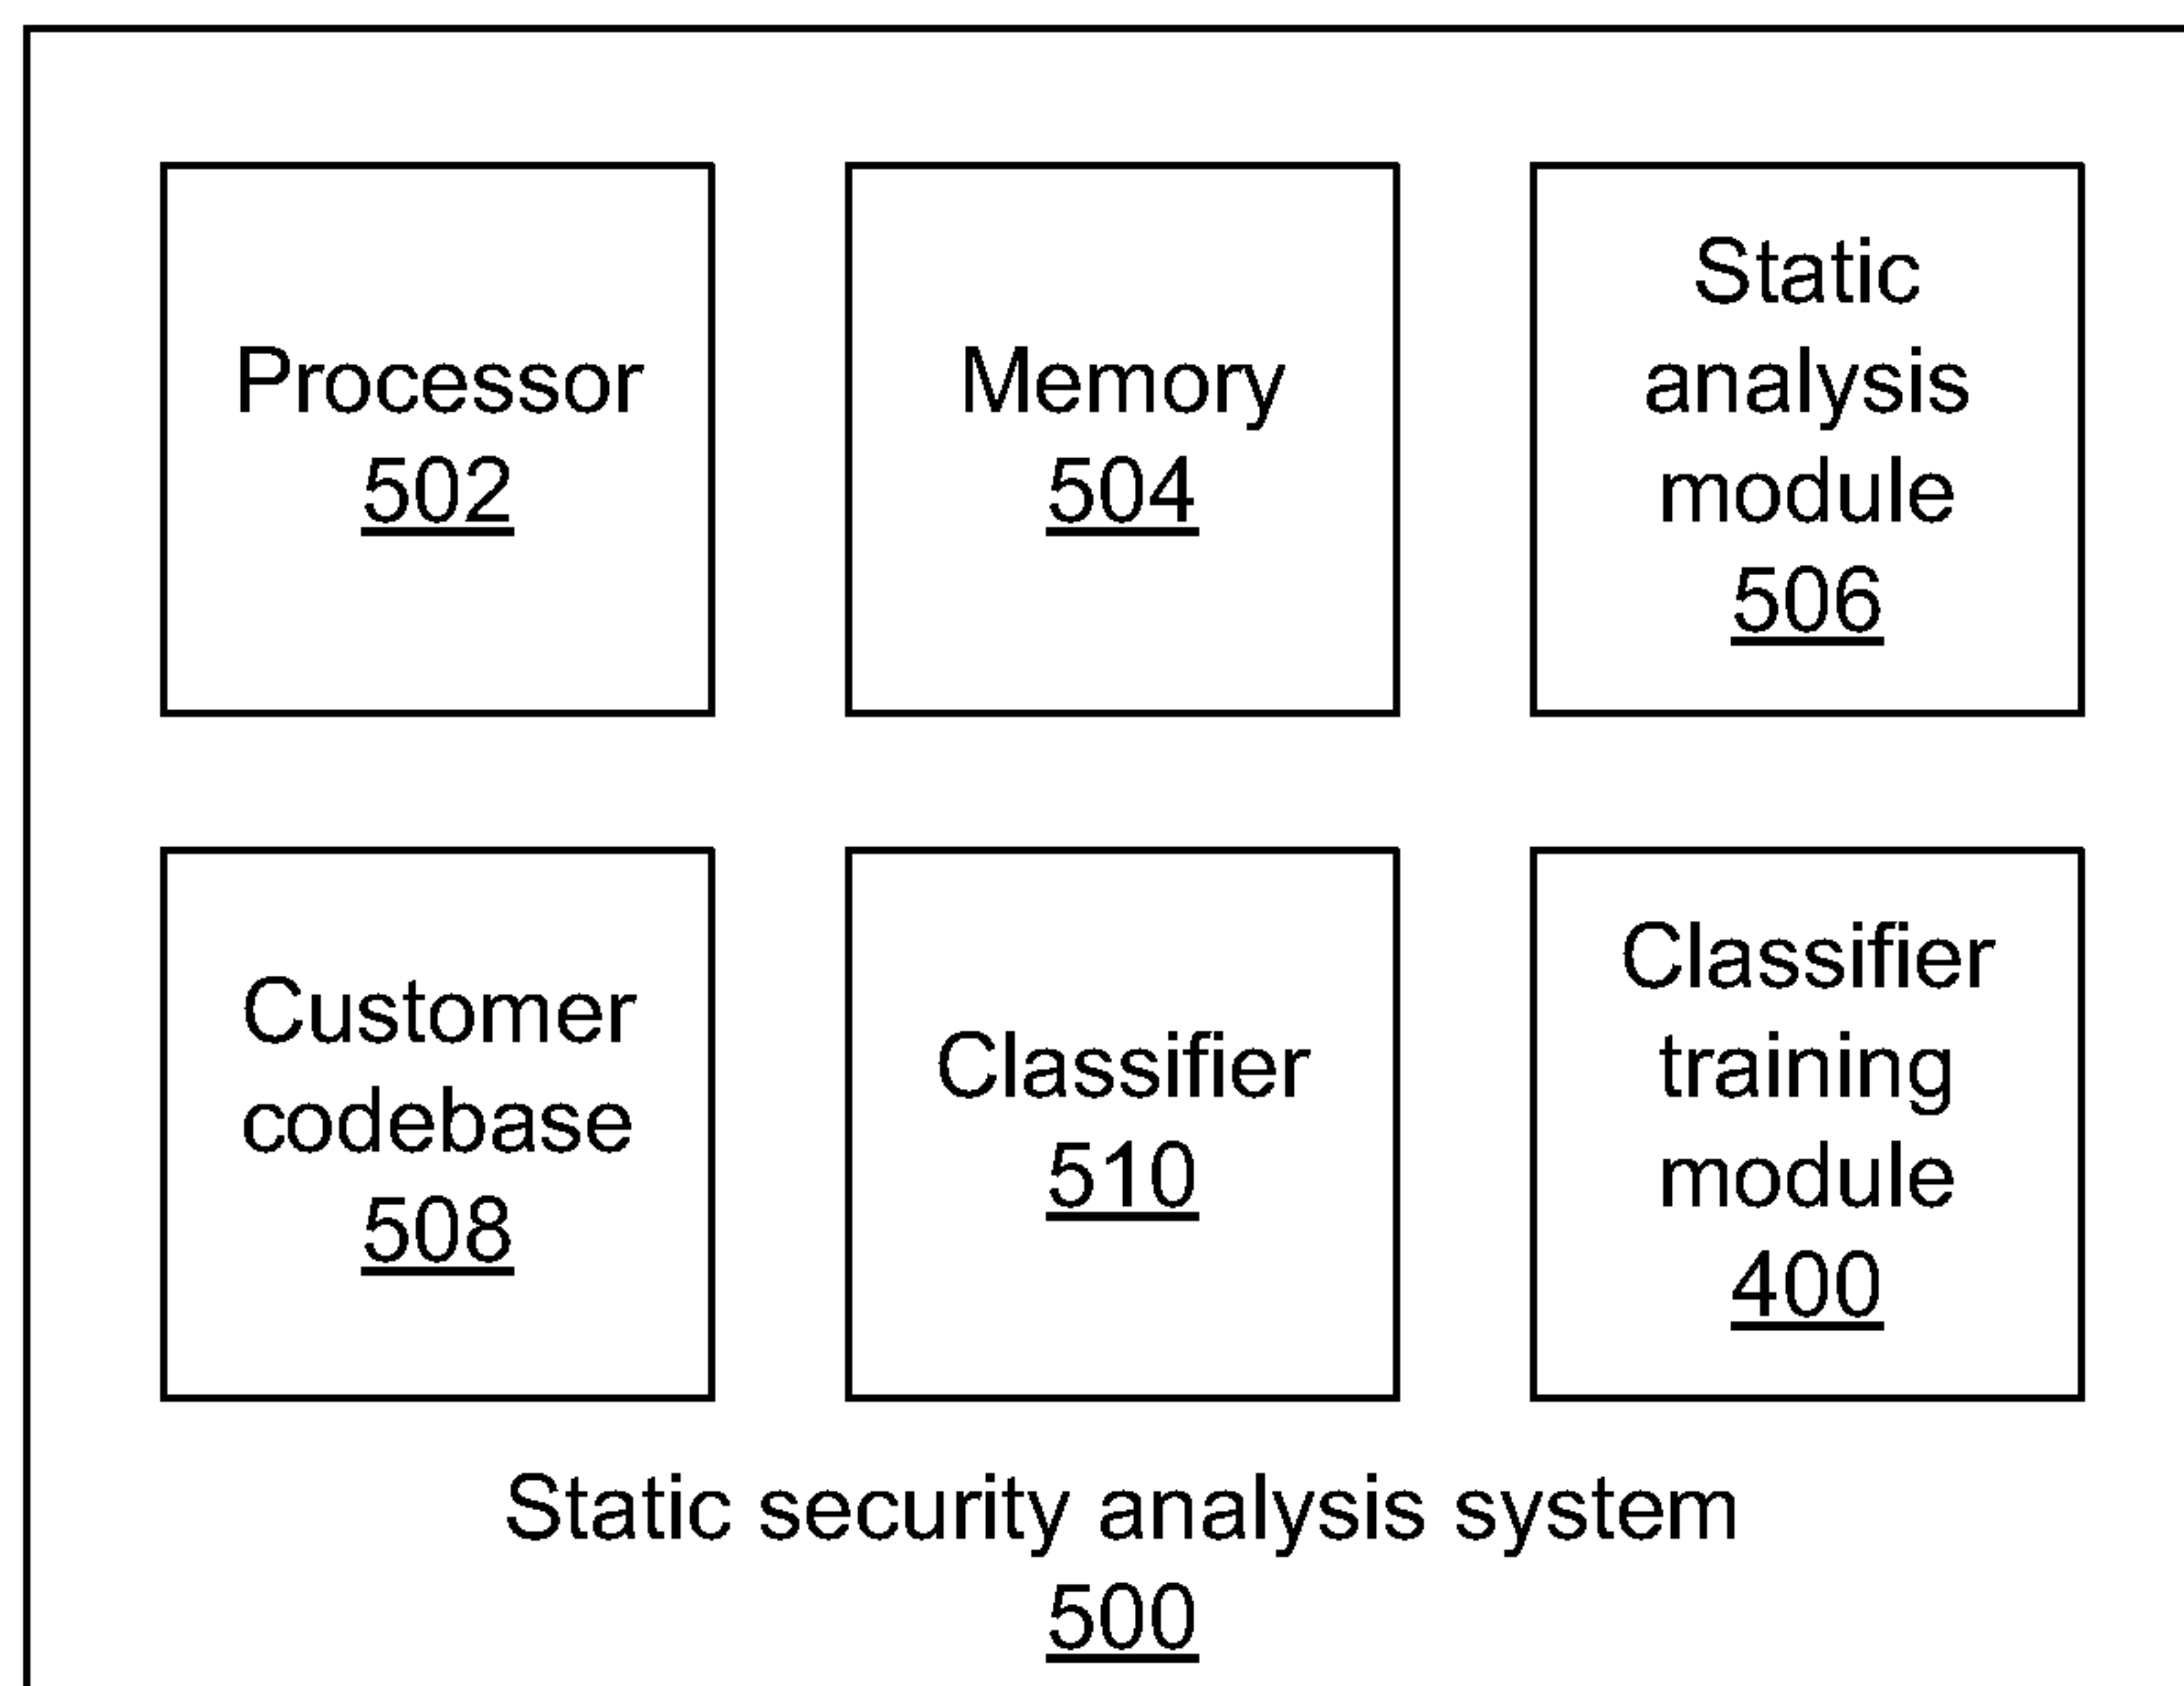 Processor
502
Memory
504
Static
analysis
module
506
Customer
codebase
508
Classifier
510
Classifier
training
module
400
Static security analysis system
500